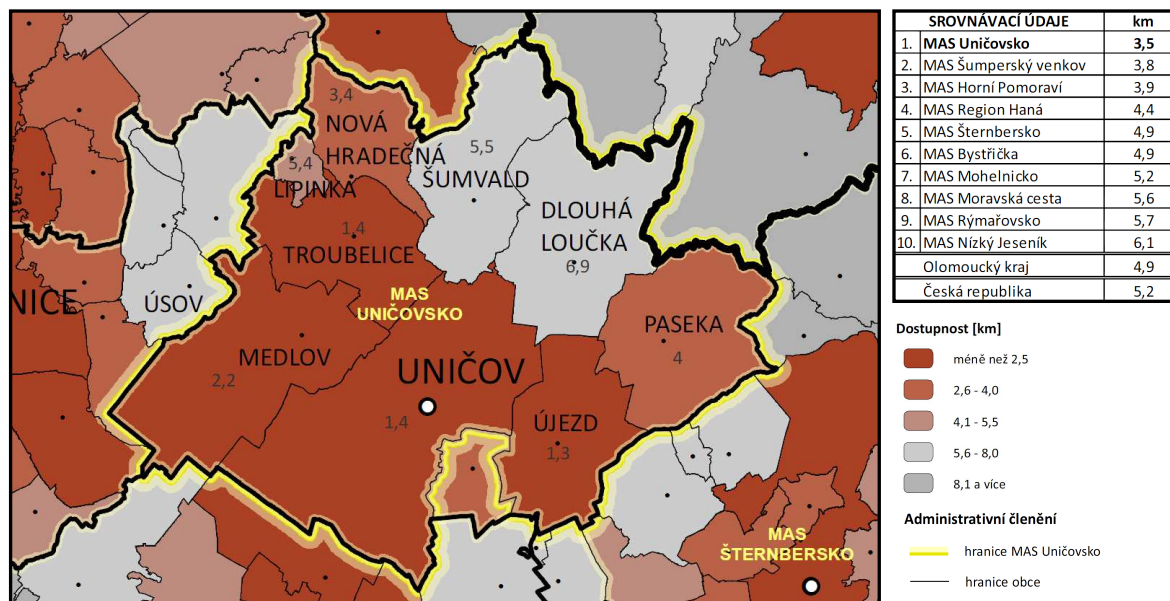 3,4
NOVÁ
HRADEČNÁ
5,4
LIPINKA
5,5
ŠUMVALD
DLOUHÁ
LOUČKA
6,9
1,4
TROUBELICE
NICE
ÚSOV
MAS
UNIČOVSKO
PASEKA
4
MEDLOV
2,2
UNIČOV
1,4
ÚJEZD
1,3
MAS
ŠTERNBERSKO
SROVNÁVACÍ ÚDAJE km
1. MAS Uničovsko 3,5
2. MAS Šumperský venkov 3,8
3. MAS Horní Pomoraví 3,9
4. MAS Region Haná 4,4
5. MAS Šternbersko 4,9
6. MAS Bystřička 4,9
7. MAS Mohelnicko 5,2
8. MAS Moravská cesta 5,6
9. MAS Rýmařovsko 5,7
10. MAS Nízký Jeseník 6,1
Olomoucký kraj 4,9
Česká republika 5,2
Dostupnost [km]
méně než 2,5
2,6 - 4,0
4,1 - 5,5
5,6 - 8,0
8,1 a více
Administrativní členění
hranice MAS Uničovsko
hranice obce